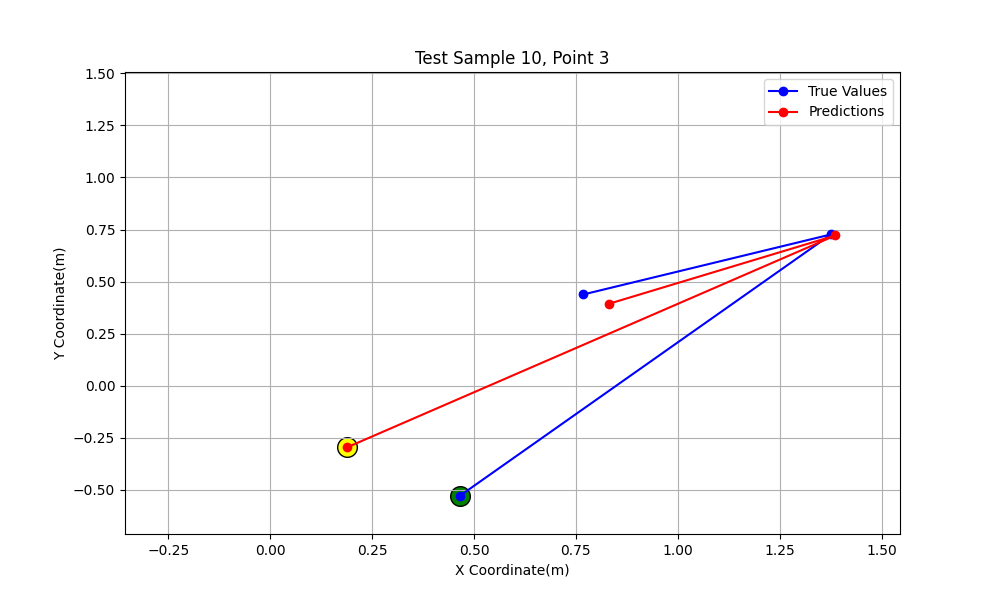 Test Sample 10, Point 3
True Values
Predictions
1.50
1.25
1.00
0.75
0.50
0.25
0.00
−0.25
−0.50
Y Coordinate(m)
−0.25 0.00 0.25 0.50 0.75 1.00 1.25 1.50
X Coordinate(m)